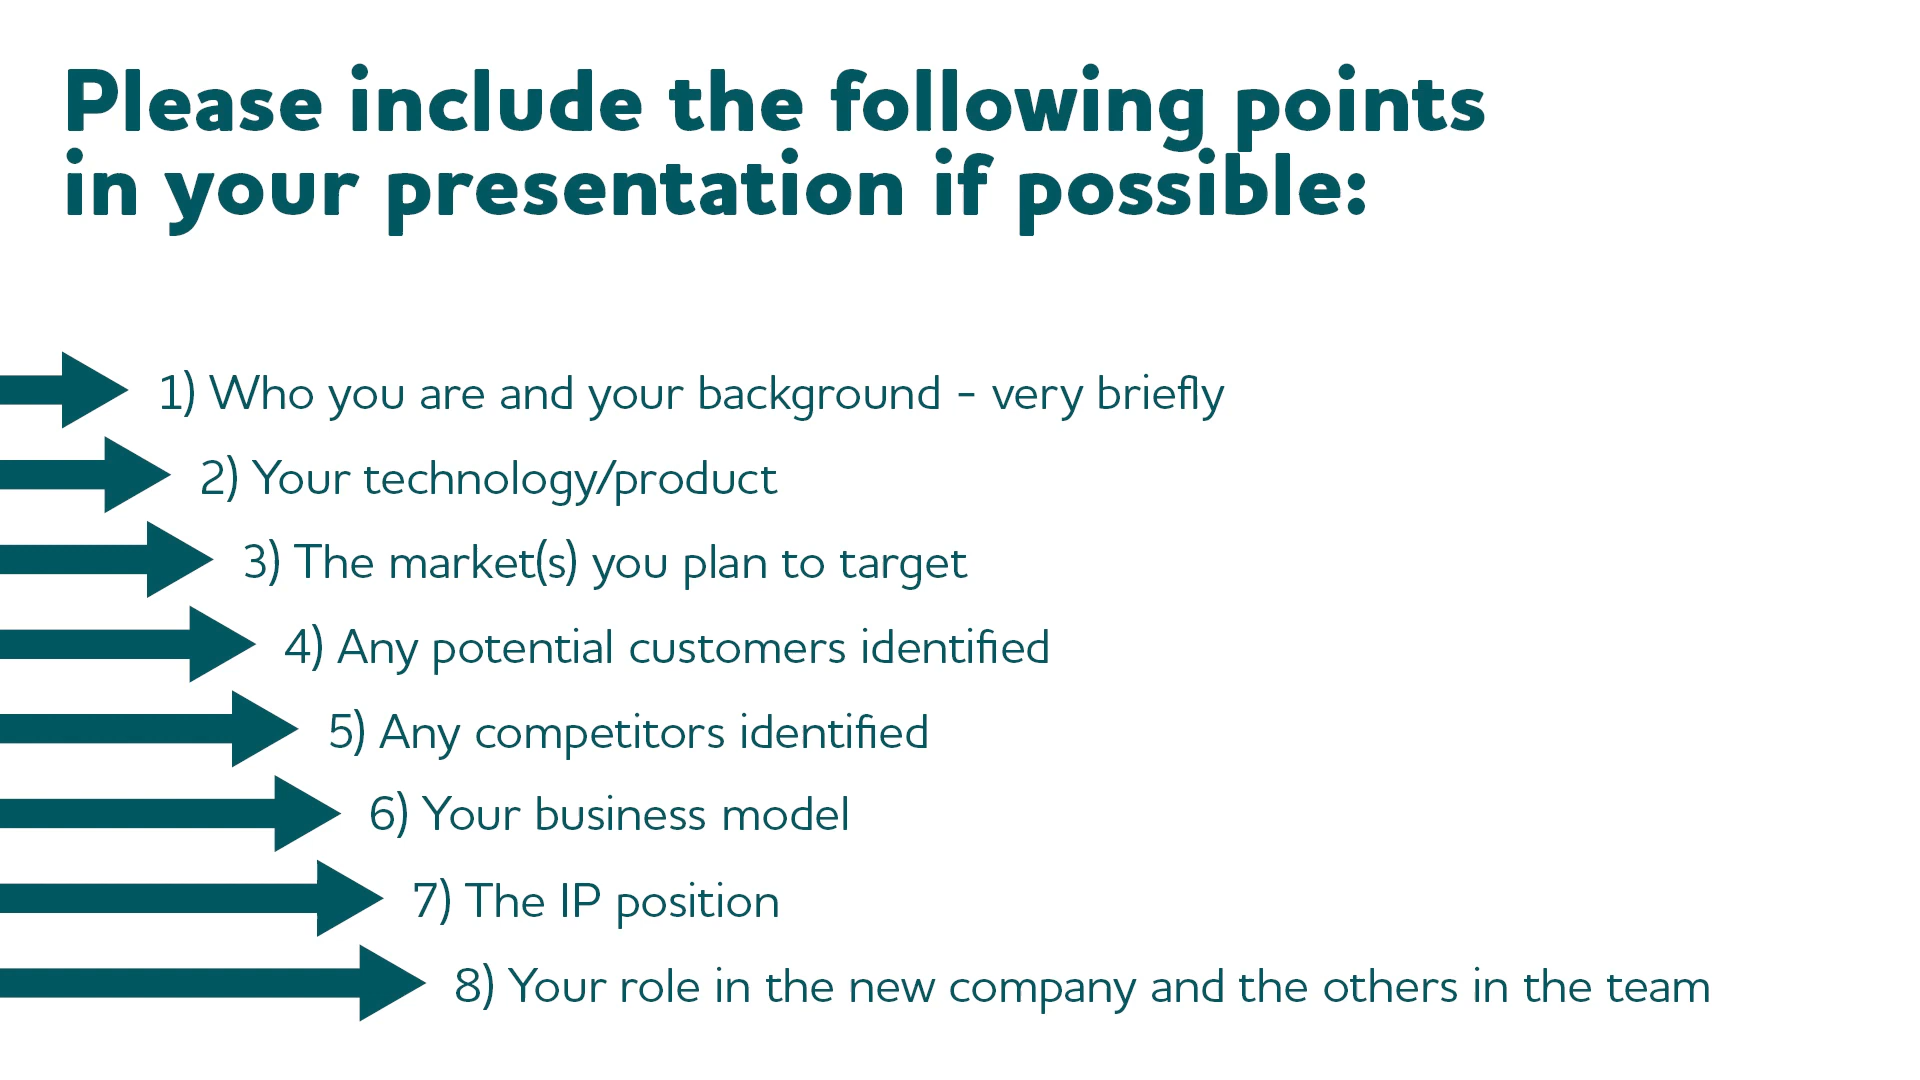 Please include the following points
in your presentation if possible:
1) Who you are and your background - very briefly
2) Your technology/product
3) The market(s) you plan to target
4) Any potential customers identified
5) Any competitors identified
6) Your business model
7) The IP position
8) Your role in the new company and the others in the team